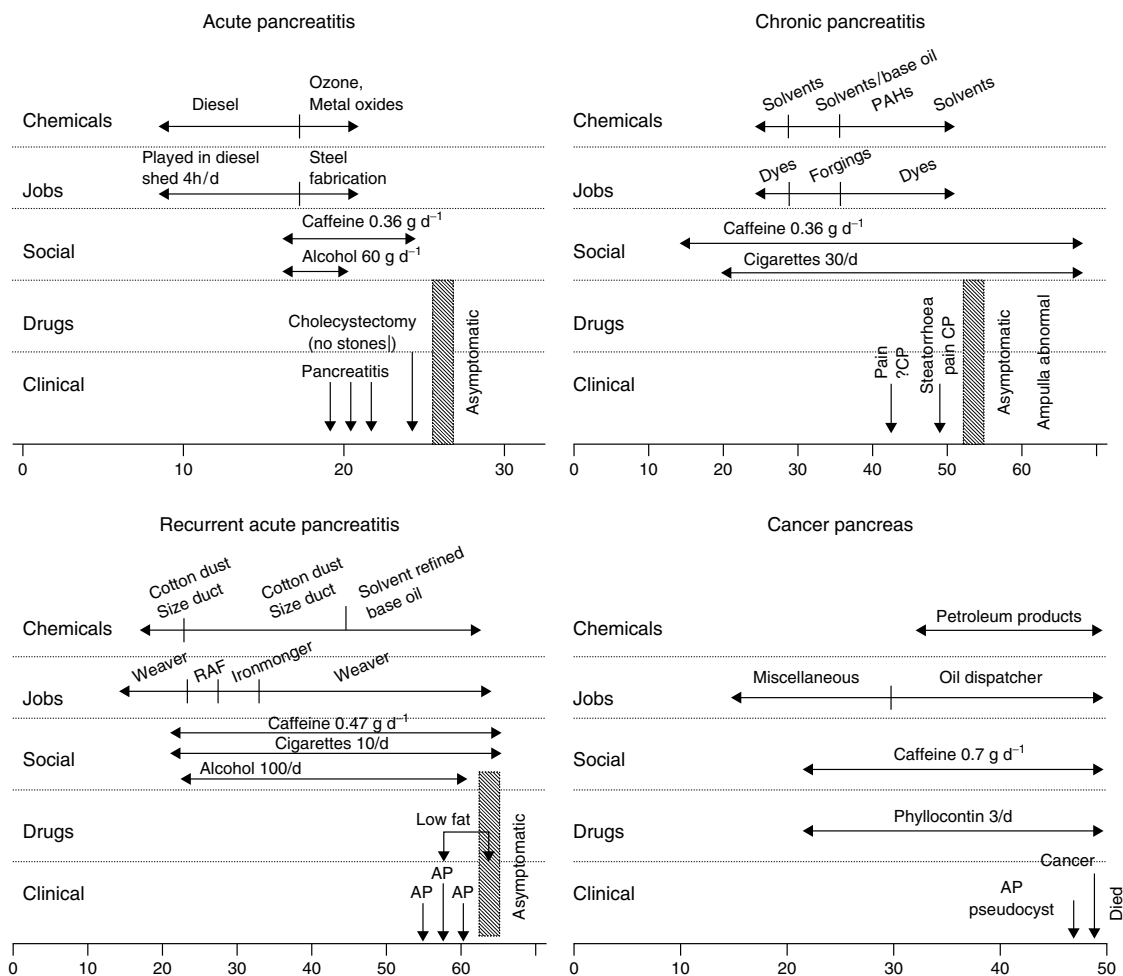 Acute pancreatitis
Chemicals
Diesel
Ozone,
Metal oxides
Jobs
Played in diesel
shed 4h/d
Steel
fabrication
Social
Caffeine 0.36 g d⁻¹
Alcohol 60 g d⁻¹
Drugs
Cholecystectomy
(no stones|)
Clinical
Pancreatitis
Asymptomatic
0 10 20 30
Chronic pancreatitis
Chemicals
Solvents
Solvents/base oil
PAHs
Solvents
Jobs
Dyes
Forgings
Dyes
Social
Caffeine 0.36 g d⁻¹
Cigarettes 30/d
Drugs
Clinical
Pain
?CP
Steatorrhoea
pain CP
Asymptomatic
Ampulla abnormal
0 10 20 30 40 50 60
Recurrent acute pancreatitis
Chemicals
Cotton dust
Size duct
Cotton dust
Size duct
Solvent refined
base oil
Jobs
Weaver
RAF
Ironmonger
Weaver
Social
Caffeine 0.47 g d⁻¹
Cigarettes 10/d
Alcohol 100/d
Drugs
Low fat
Clinical
AP
AP
AP
Asymptomatic
0 10 20 30 40 50 60
Cancer pancreas
Chemicals
Petroleum products
Jobs
Miscellaneous
Oil dispatcher
Social
Caffeine 0.7 g d⁻¹
Drugs
Phyllocontin 3/d
Clinical
Cancer
AP
pseudocyst
Died
0 10 20 30 40 50